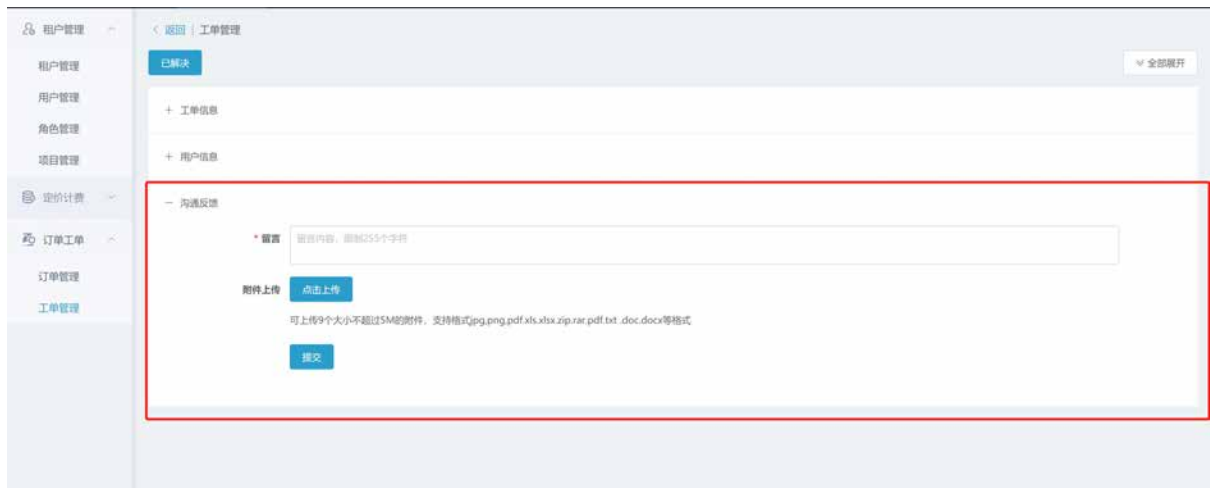 租户管理
租户管理
用户管理
角色管理
项目管理
定价计费
订单工单
订单管理
工单管理
< 返回 | 工单管理
已解决
全部展开
+ 工单信息
+ 用户信息
— 沟通反馈
* 留言
留言内容，限制255个字符
附件上传
点击上传
可上传9个大小不超过5M的附件，支持格式jpg,png,pdf.xls,xlsx.zip.rar.pdf.txt .doc.docx等格式
提交